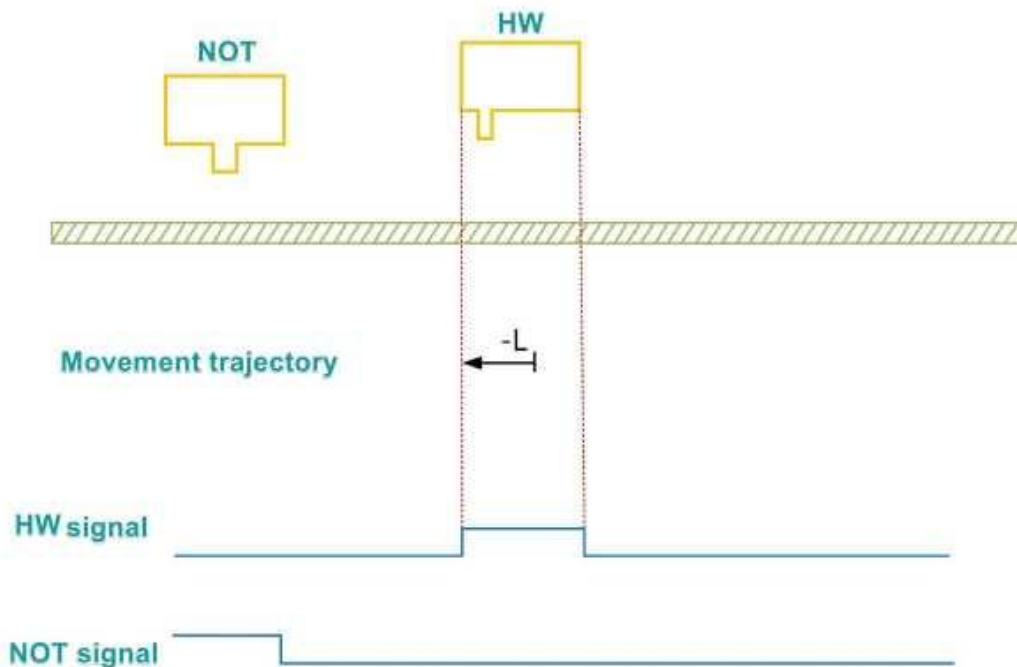 HW
NOT
-L
Movement trajectory
HW signal
NOT signal